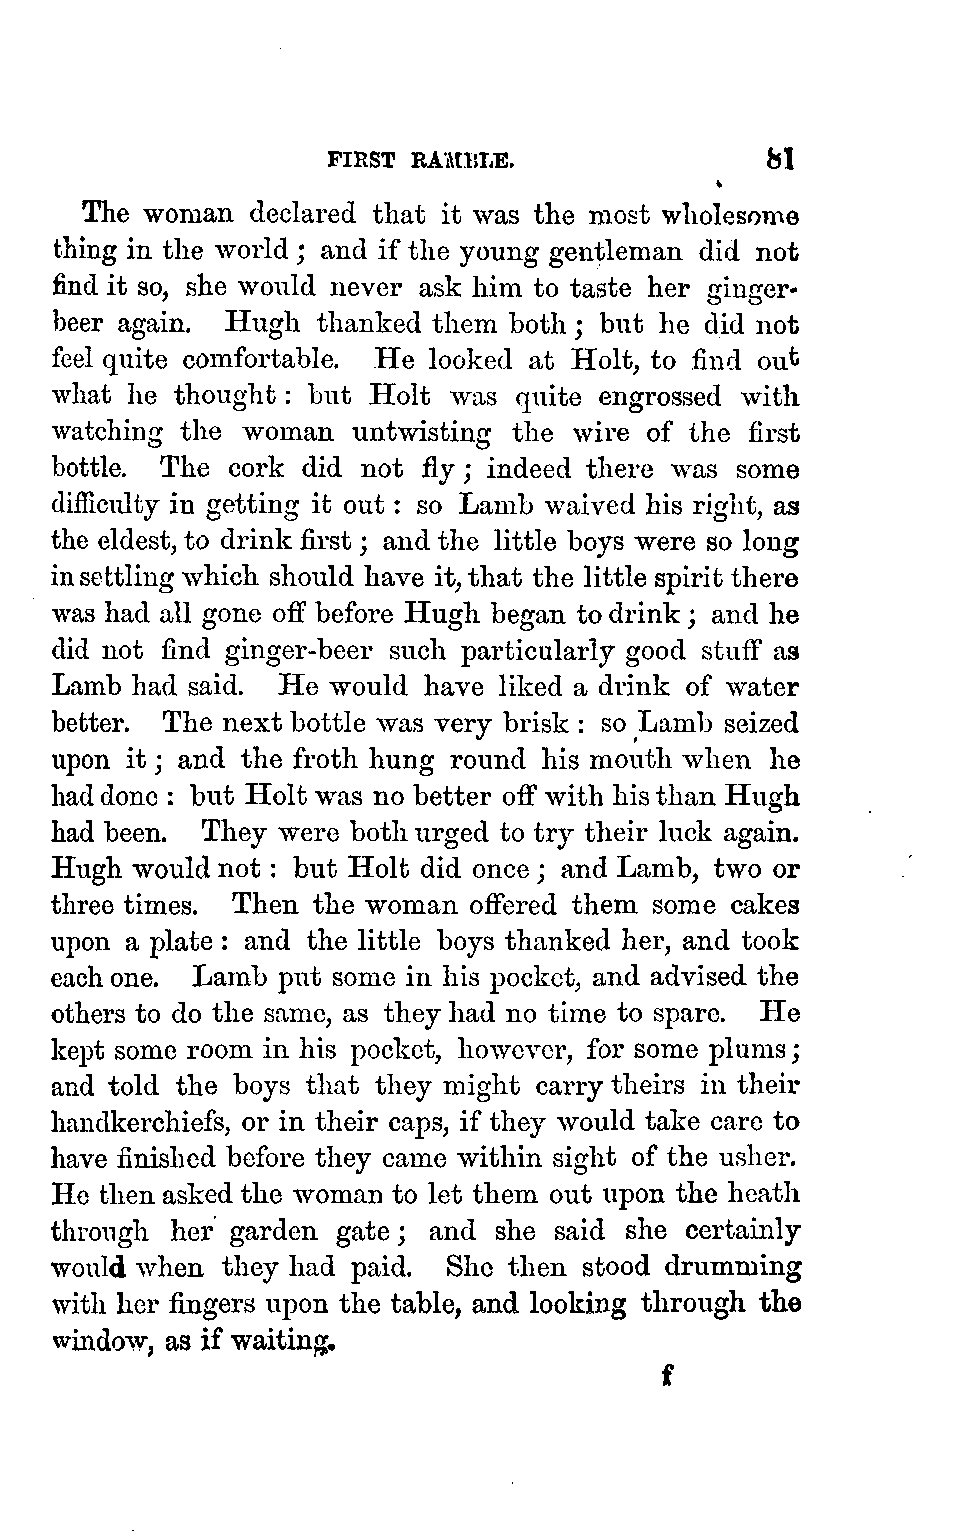 FIRST RAMBLE. 81
The woman declared that it was the most wholesome
thing in the world; and if the young gentleman did not
find it so, she would never ask him to taste her ginger-
beer again. Hugh thanked them both; but he did not
feel quite comfortable. He looked at Holt, to find out
what he thought: but Holt was quite engrossed with
watching the woman untwisting the wire of the first
bottle. The cork did not fly; indeed there was some
difficulty in getting it out: so Lamb waived his right, as
the eldest, to drink first; and the little boys were so long
in settling which should have it, that the little spirit there
was had all gone off before Hugh began to drink; and he
did not find ginger-beer such particularly good stuff as
Lamb had said. He would have liked a drink of water
better. The next bottle was very brisk: so Lamb seized
upon it; and the froth hung round his mouth when he
had done: but Holt was no better off with his than Hugh
had been. They were both urged to try their luck again.
Hugh would not: but Holt did once; and Lamb, two or
three times. Then the woman offered them some cakes
upon a plate: and the little boys thanked her, and took
each one. Lamb put some in his pocket, and advised the
others to do the same, as they had no time to spare. He
kept some room in his pocket, however, for some plums;
and told the boys that they might carry theirs in their
handkerchiefs, or in their caps, if they would take care to
have finished before they came within sight of the usher.
He then asked the woman to let them out upon the heath
through her garden gate; and she said she certainly
would when they had paid. She then stood drumming
with her fingers upon the table, and looking through the
window, as if waiting.
f